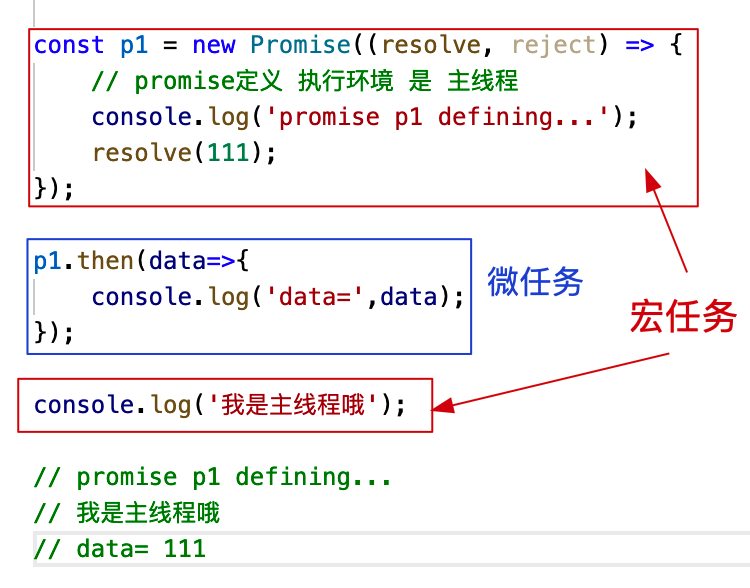 const p1 = new Promise((resolve, reject) => {
// promise定义 执行环境 是 主线程
console.log('promise p1 defining...');
resolve(111);
});
p1.then(data=>{
console.log('data=',data);
});
微任务
宏任务
console.log('我是主线程哦');
// promise p1 defining...
// 我是主线程哦
// data= 111